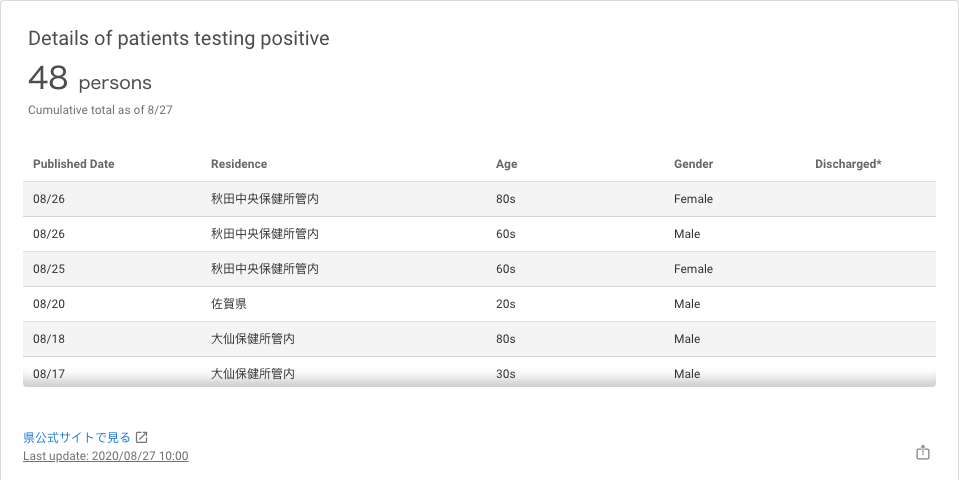 Details of patients testing positive
48 persons
Cumulative total as of 8/27
Published Date Residence Age Gender Discharged*
08/26 秋田中央保健所管内 80s Female
08/26 秋田中央保健所管内 60s Male
08/25 秋田中央保健所管内 60s Female
08/20 佐賀県 20s Male
08/18 大仙保健所管内 80s Male
08/17 大仙保健所管内 30s Male
県公式サイトで見る
Last update: 2020/08/27 10:00